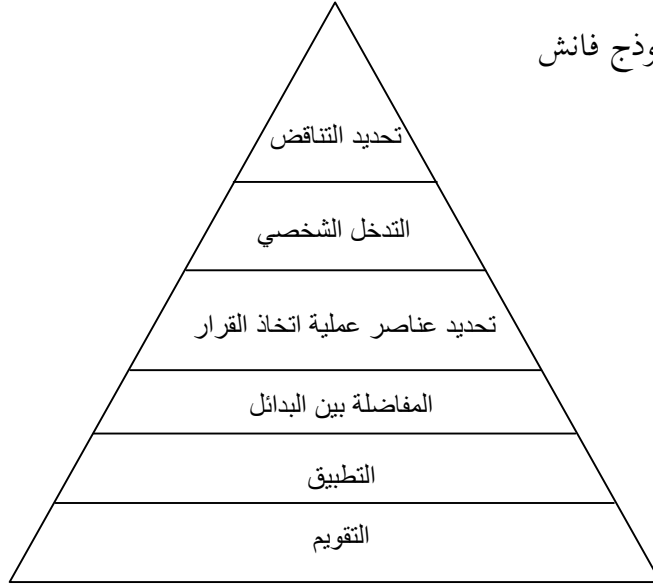 وذج فانش
تحديد التناقض
التدخل الشخصي
تحديد عناصر عملية اتخاذ القرار
المفاضلة بين البدائل
التطبيق
التقويم